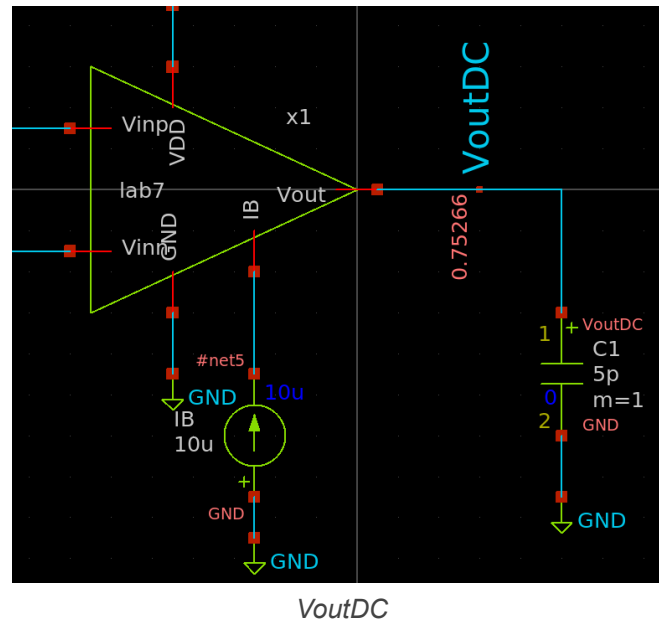 VoutDC
x1
Vinp
VDD
lab7
Vout
IB
GND
Vinn
0.75266
#net5
10u
GND
IB
10u
+
GND
GND
1
+
VoutDC
C1
5p
0
m=1
2
GND
GND
VoutDC